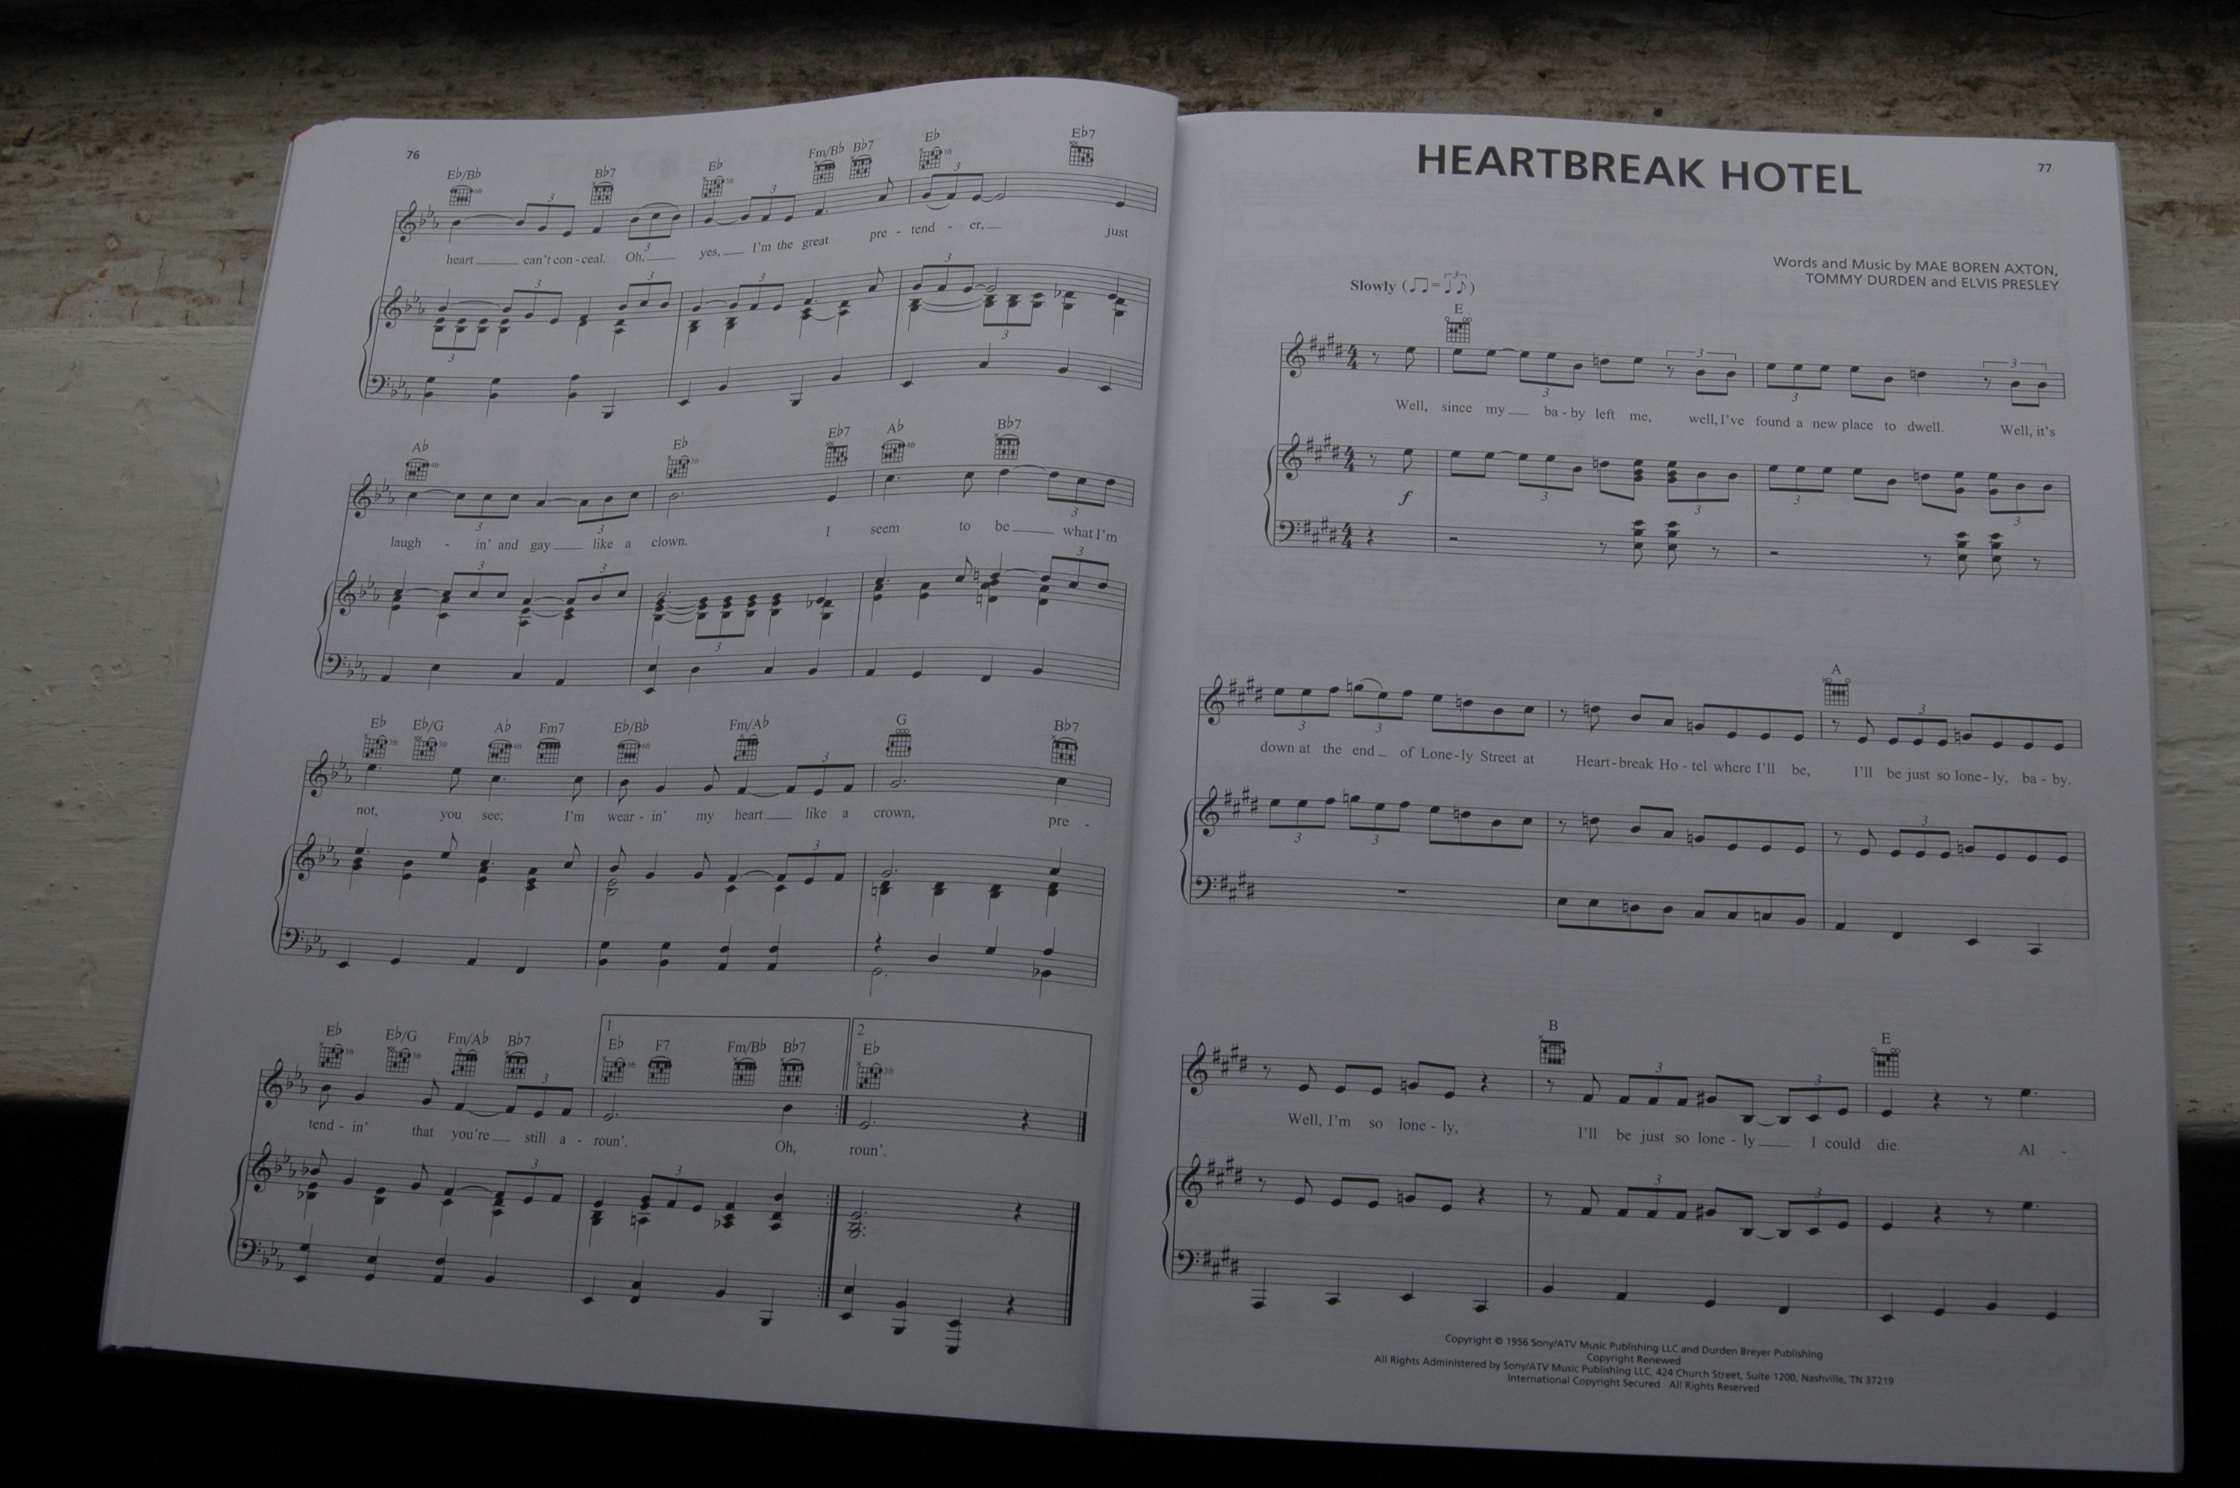 76
Eb/Bb Bb7 Eb Fm/Bb Bb7 Eb Eb7
3 3 3 3
heart can't con - ceal. Oh, yes, I'm the great pre - tend - er, just
Ab Eb Eb7 Ab Bb7
laugh - in' and gay like a clown. I seem to be what I'm
Eb Eb/G Ab Fm7 Eb/Bb Fm/Ab G Bb7
not, you see; I'm wear - in' my heart like a crown, pre -
1 2
Eb Eb/G Fm/Ab Bb7 Eb F7 Fm/Bb Bb7 Eb
tend - in' that you're still a - roun'. Oh, roun'.
77
HEARTBREAK HOTEL
Words and Music by MAE BOREN AXTON,
TOMMY DURDEN and ELVIS PRESLEY
Slowly
E
Well, since my ba - by left me, well, I've found a new place to dwell. Well, it's
f
A
down at the end of Lone - ly Street at Heart - break Ho - tel where I'll be, I'll be just so lone - ly, ba - by.
B E
Well, I'm so lone - ly, I'll be just so lone - ly I could die. Al -
Copyright © 1956 Sony/ATV Music Publishing LLC and Durden Breyer Publishing
Copyright Renewed
All Rights Administered by Sony/ATV Music Publishing LLC, 424 Church Street, Suite 1200, Nashville, TN 37219
International Copyright Secured All Rights Reserved